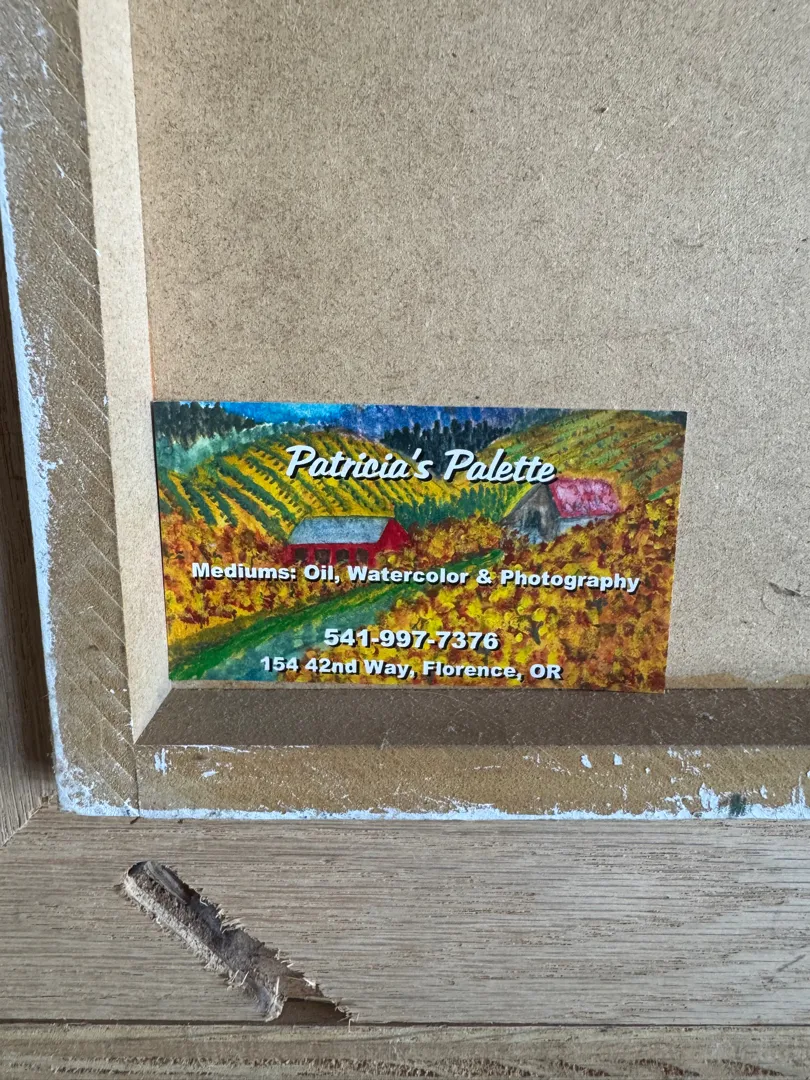 Patricia's Palette
Mediums: Oil, Watercolor & Photography
541-997-7376
154 42nd Way, Florence, OR